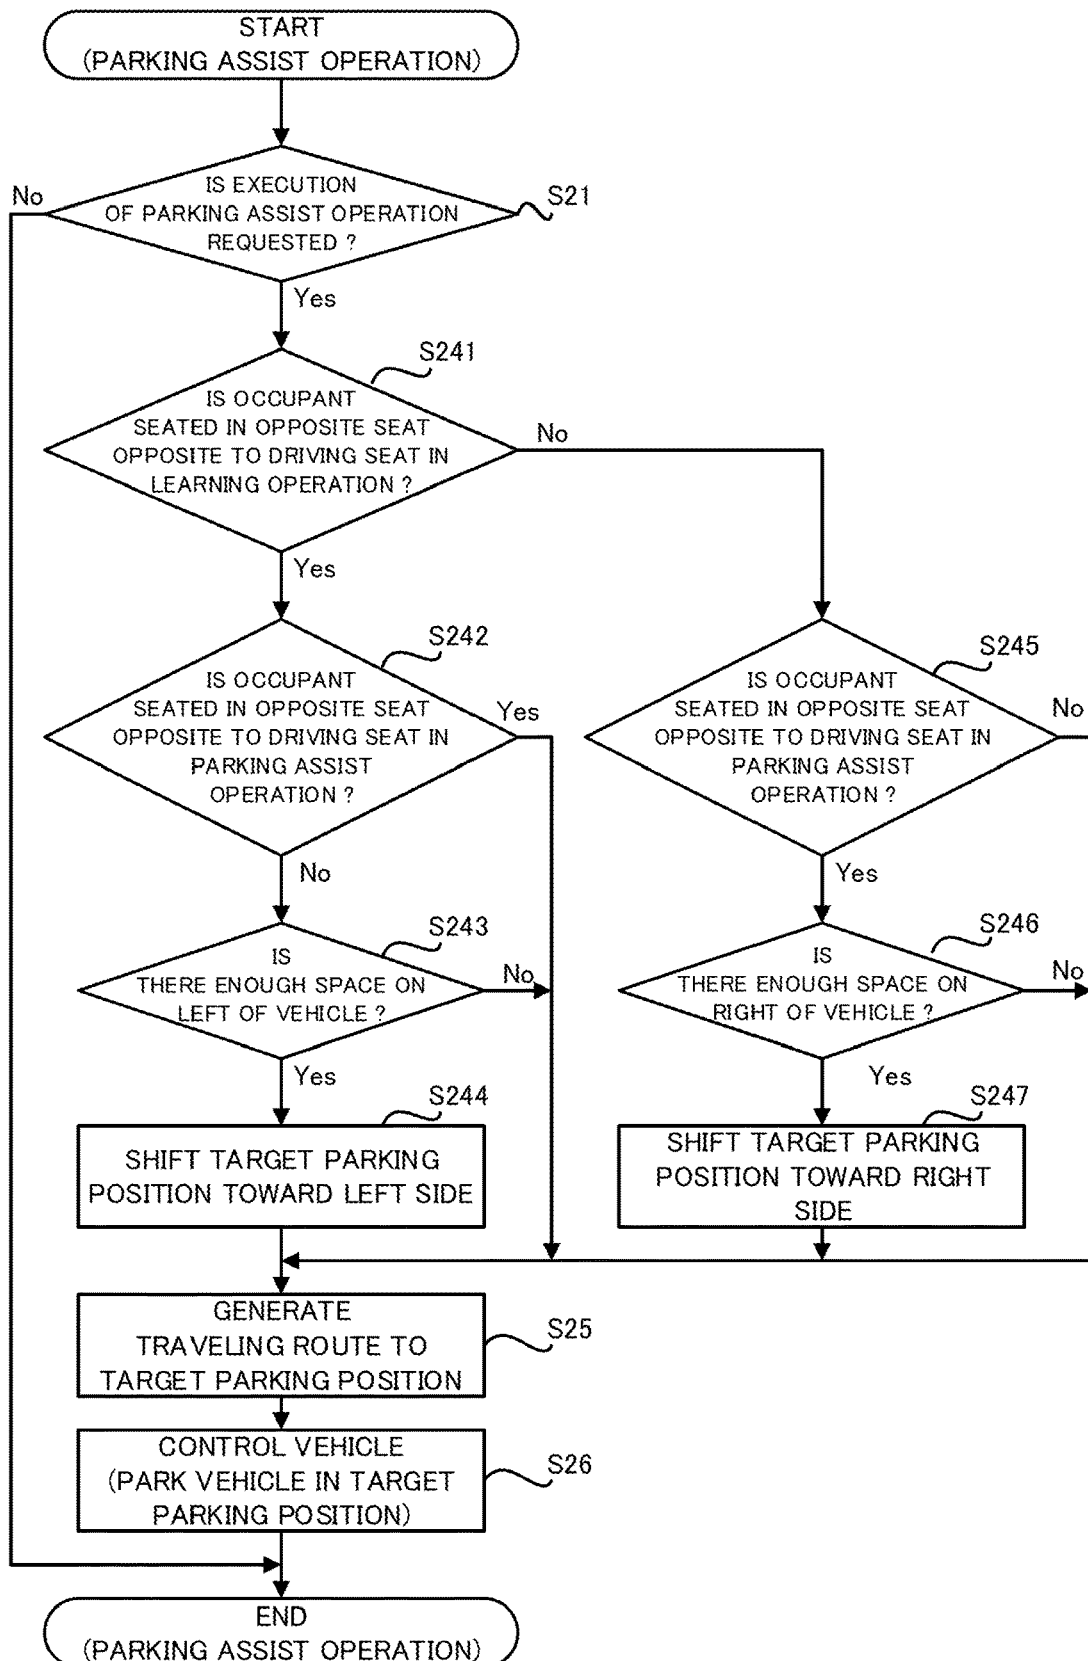 START
(PARKING ASSIST OPERATION)
No
IS EXECUTION
OF PARKING ASSIST OPERATION
REQUESTED ?
S21
Yes
S241
IS OCCUPANT
SEATED IN OPPOSITE SEAT
OPPOSITE TO DRIVING SEAT IN
LEARNING OPERATION ?
No
Yes
S242
IS OCCUPANT
SEATED IN OPPOSITE SEAT
OPPOSITE TO DRIVING SEAT IN
PARKING ASSIST
OPERATION ?
Yes
S245
IS OCCUPANT
SEATED IN OPPOSITE SEAT
OPPOSITE TO DRIVING SEAT IN
PARKING ASSIST
OPERATION ?
No
No
Yes
S243
IS
THERE ENOUGH SPACE ON
LEFT OF VEHICLE ?
No
S246
IS
THERE ENOUGH SPACE ON
RIGHT OF VEHICLE ?
No
Yes
Yes
S244
SHIFT TARGET PARKING
POSITION TOWARD LEFT SIDE
S247
SHIFT TARGET PARKING
POSITION TOWARD RIGHT
SIDE
GENERATE
TRAVELING ROUTE TO
TARGET PARKING POSITION
S25
CONTROL VEHICLE
(PARK VEHICLE IN TARGET
PARKING POSITION)
S26
END
(PARKING ASSIST OPERATION)